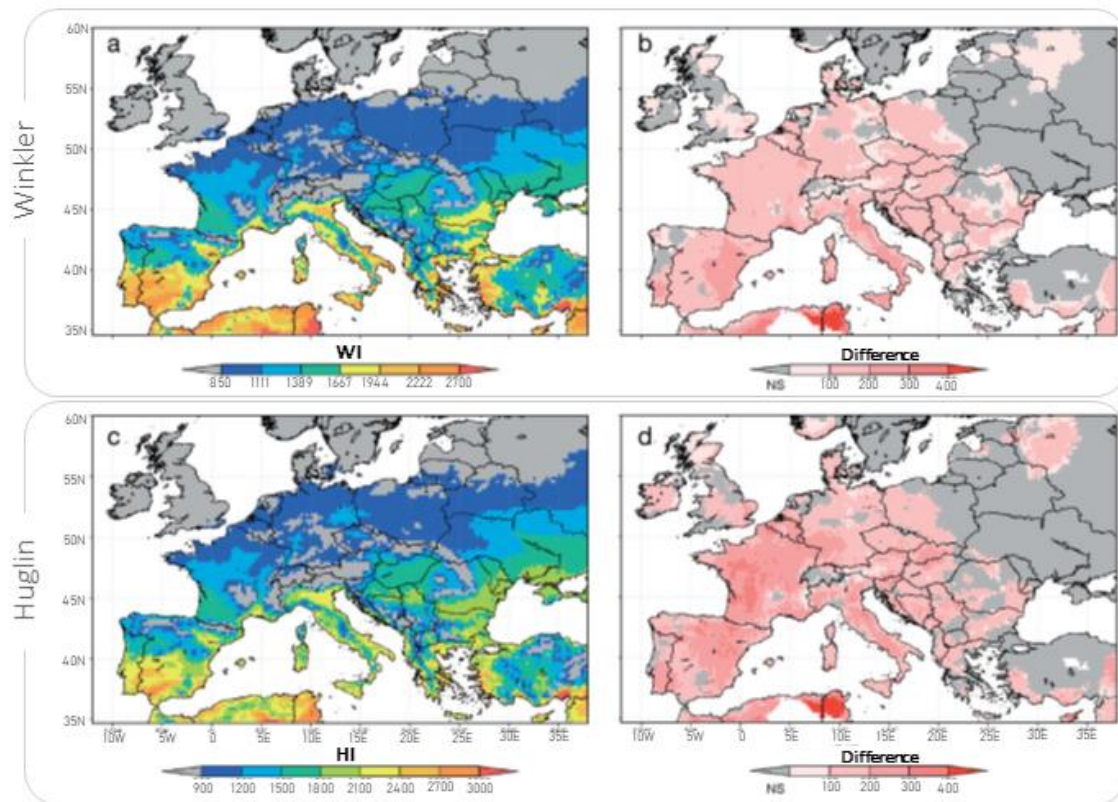 Winkler
a
b
60N
55N
50N
45N
40N
35N
WI
850 1111 1389 1667 1944 2222 2700
Difference
NS 100 200 300 400
Huglin
c
d
60N
55N
50N
45N
40N
35N
10W 5W 0 5E 10E 15E 20E 25E 30E 35E
10W 5W 0 5E 10E 15E 20E 25E 30E 35E
HI
900 1200 1500 1800 2100 2400 2700 3000
Difference
NS 100 200 300 400